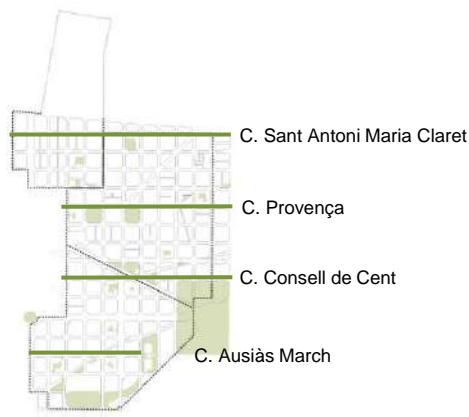 C. Sant Antoni Maria Claret
C. Provença
C. Consell de Cent
C. Ausiàs March